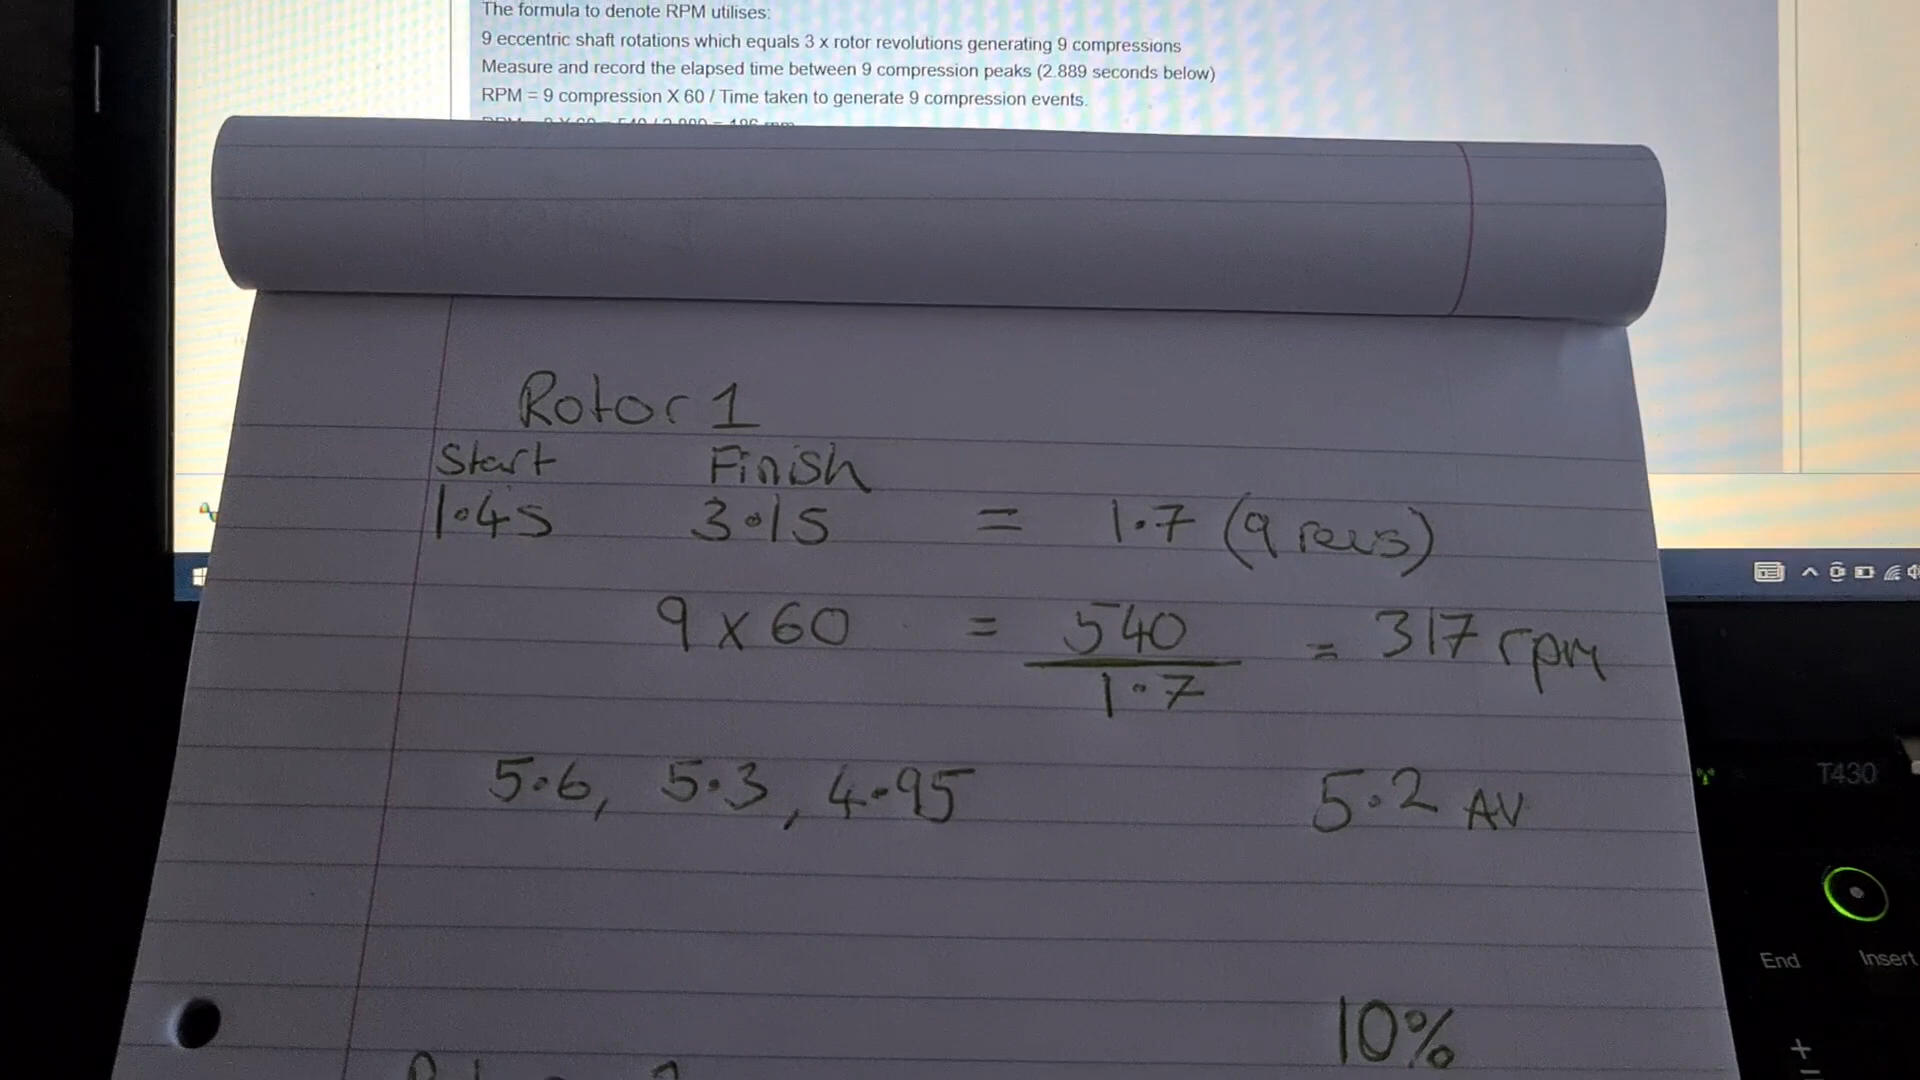 The formula to denote RPM utilises:
9 eccentric shaft rotations which equals 3 x rotor revolutions generating 9 compressions
Measure and record the elapsed time between 9 compression peaks (2.889 seconds below)
RPM = 9 compression X 60 / Time taken to generate 9 compression events.
Rotor 1
Start Finish
1.45 3.15 = 1.7 (9 revs)
9 x 60 = 540 / 1.7 = 317 rpm
5.6, 5.3, 4.95 5.2 AV
10%
T430
End Insert